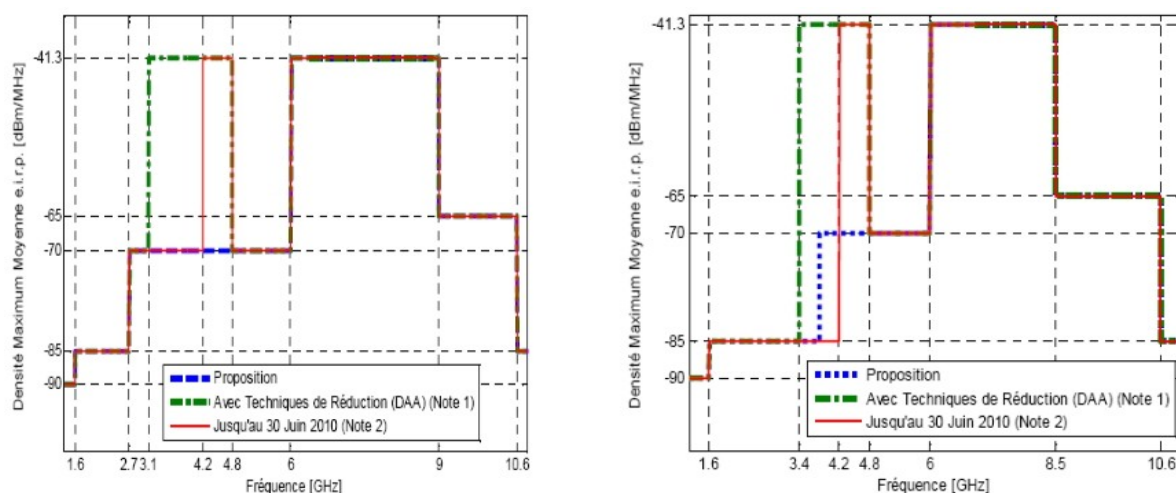 -41.3
-65
-70
-85
-90
Densité Maximum Moyenne e.i.r.p. [dBm/MHz]
Proposition
Avec Techniques de Réduction (DAA) (Note 1)
Jusqu'au 30 Juin 2010 (Note 2)
1.6 2.73.1 4.2 4.8 6 9 10.6
Fréquence [GHz]
-41.3
-65
-70
-85
-90
Densité Maximum Moyenne e.i.r.p. [dBm/MHz]
Proposition
Avec Techniques de Réduction (DAA) (Note 1)
Jusqu'au 30 Juin 2010 (Note 2)
1.6 3.4 4.2 4.8 6 8.5 10.6
Fréquence [GHz]